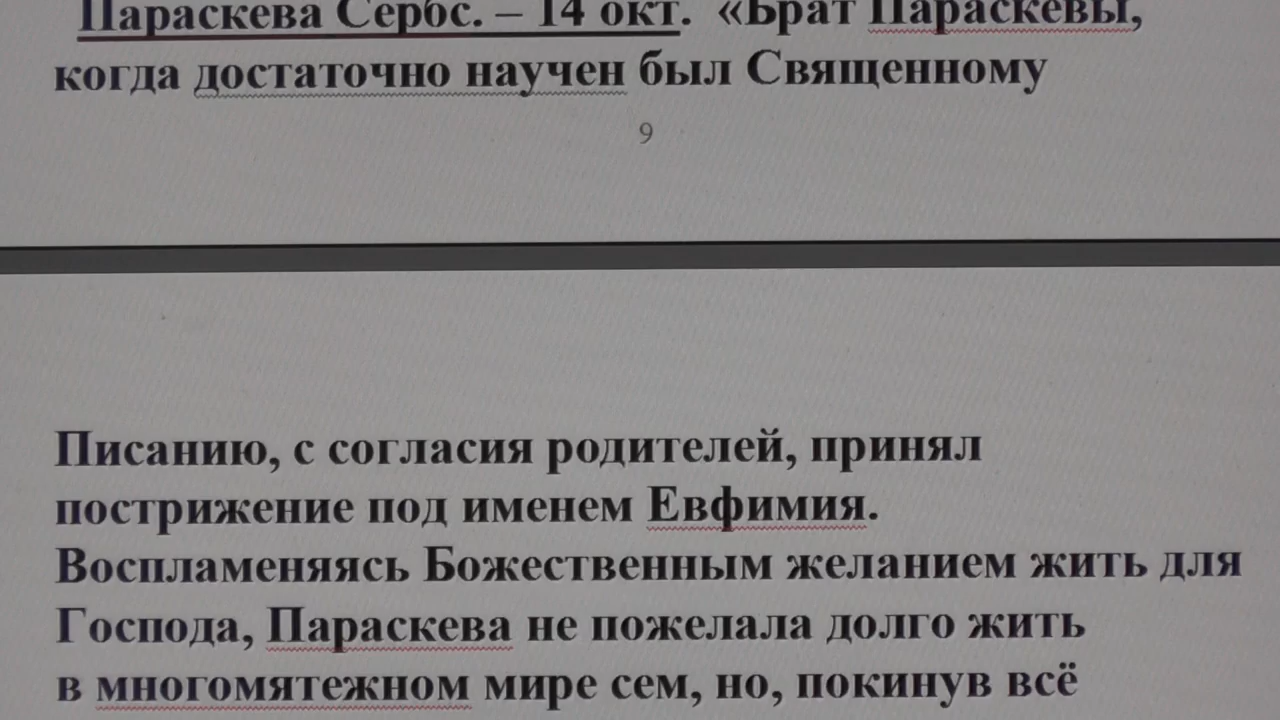 Параскева Сербс. – 14 окт. «Брат Параскевы,
когда достаточно научен был Священному
9
Писанию, с согласия родителей, принял
пострижение под именем Евфимия.
Воспламеняясь Божественным желанием жить для
Господа, Параскева не пожелала долго жить
в многомятежном мире сем, но, покинув всё